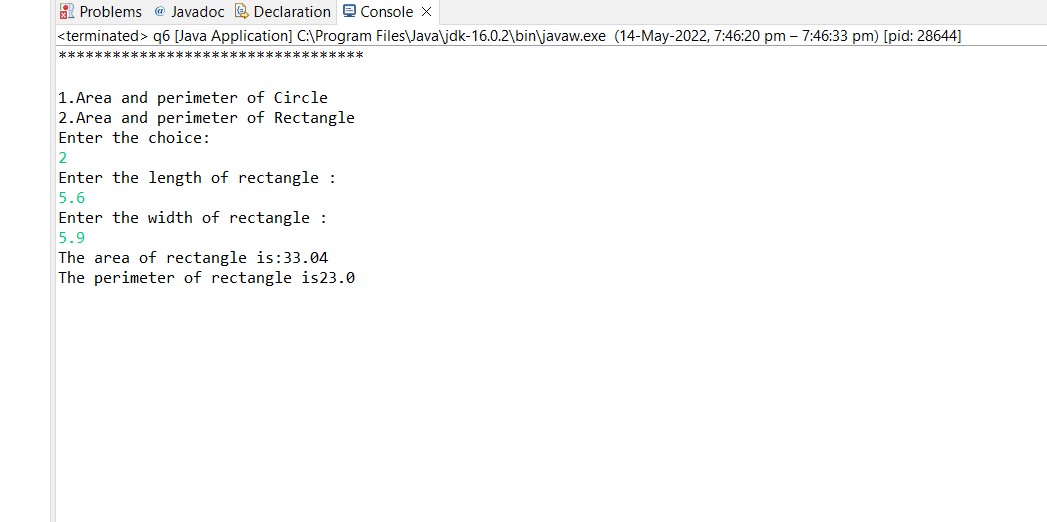 Problems @ Javadoc Declaration Console
<terminated> q6 [Java Application] C:\Program Files\Java\jdk-16.0.2\bin\javaw.exe (14-May-2022, 7:46:20 pm – 7:46:33 pm) [pid: 28644]
**********************************
1.Area and perimeter of Circle
2.Area and perimeter of Rectangle
Enter the choice:
2
Enter the length of rectangle :
5.6
Enter the width of rectangle :
5.9
The area of rectangle is:33.04
The perimeter of rectangle is23.0